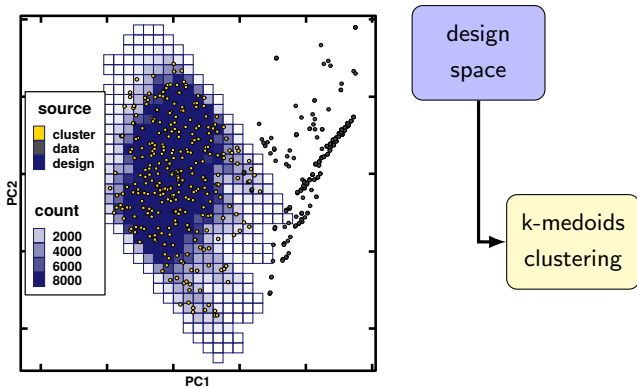 PC2
source
cluster
data
design
count
2000
4000
6000
8000
PC1
design
space
k-medoids
clustering